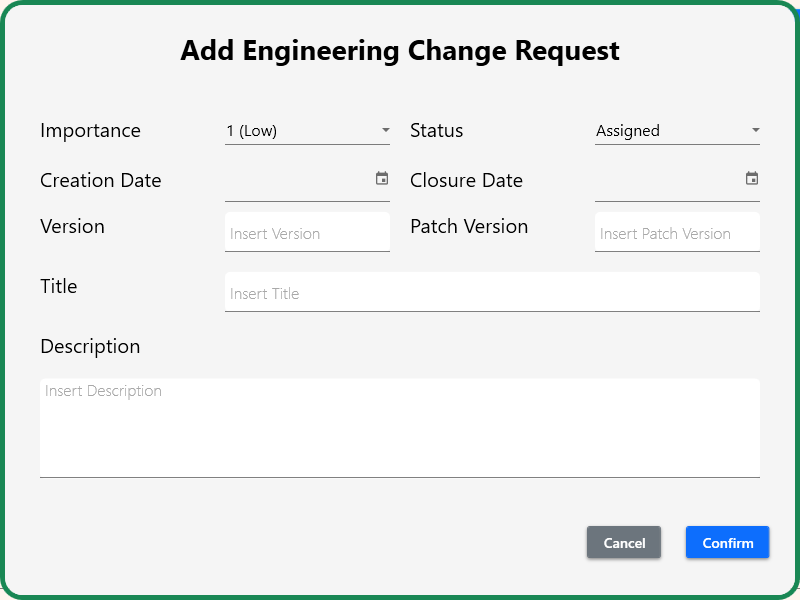 Add Engineering Change Request
Importance 1 (Low) Status Assigned
Creation Date Closure Date
Version Insert Version Patch Version Insert Patch Version
Title Insert Title
Description
Insert Description
Cancel Confirm